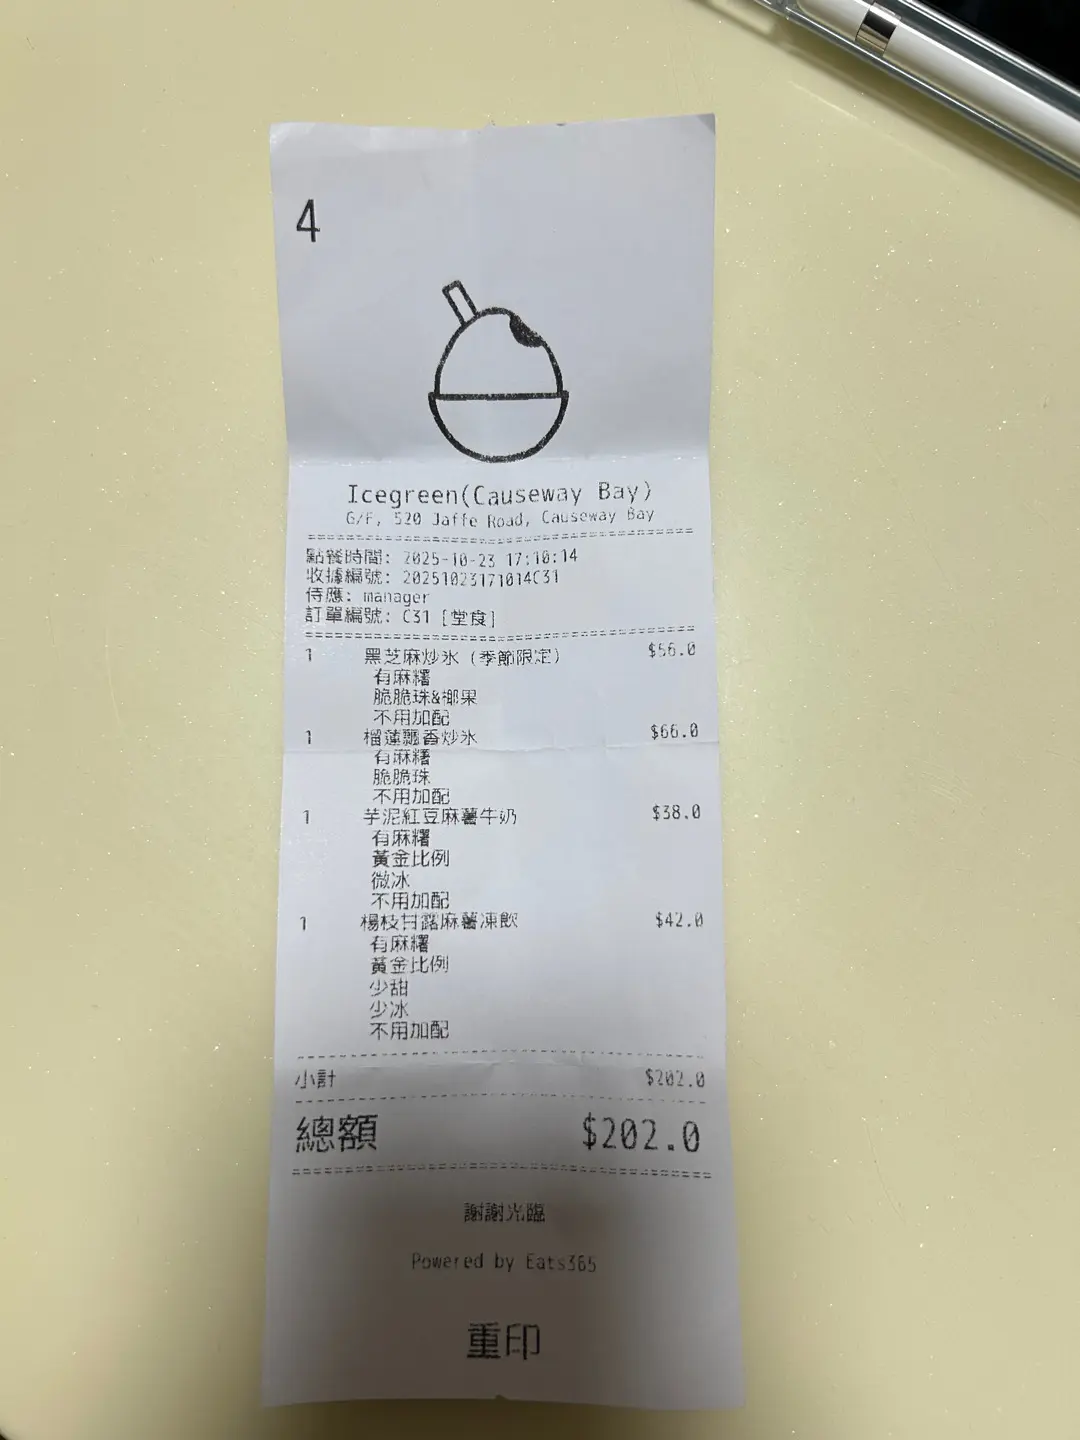 4
Icegreen(Causeway Bay)
G/F, 520 Jaffe Road, Causeway Bay
點餐時間: 2025-10-23 17:10:14
收據編號: 20251023171014C31
侍應: manager
訂單編號: C31 [堂食]
1 黑芝麻炒氷 (季節限定) $56.0
有麻糬
脆脆珠&椰果
不用加配
1 榴蓮飄香炒氷 $66.0
有麻糬
脆脆珠
不用加配
1 芋泥紅豆麻薯牛奶 $38.0
有麻糬
黃金比例
微冰
不用加配
1 楊枝甘露麻薯凍飲 $42.0
有麻糬
黃金比例
少甜
少冰
不用加配
小計 $202.0
總額 $202.0
謝謝光臨
Powered by Eats365
重印